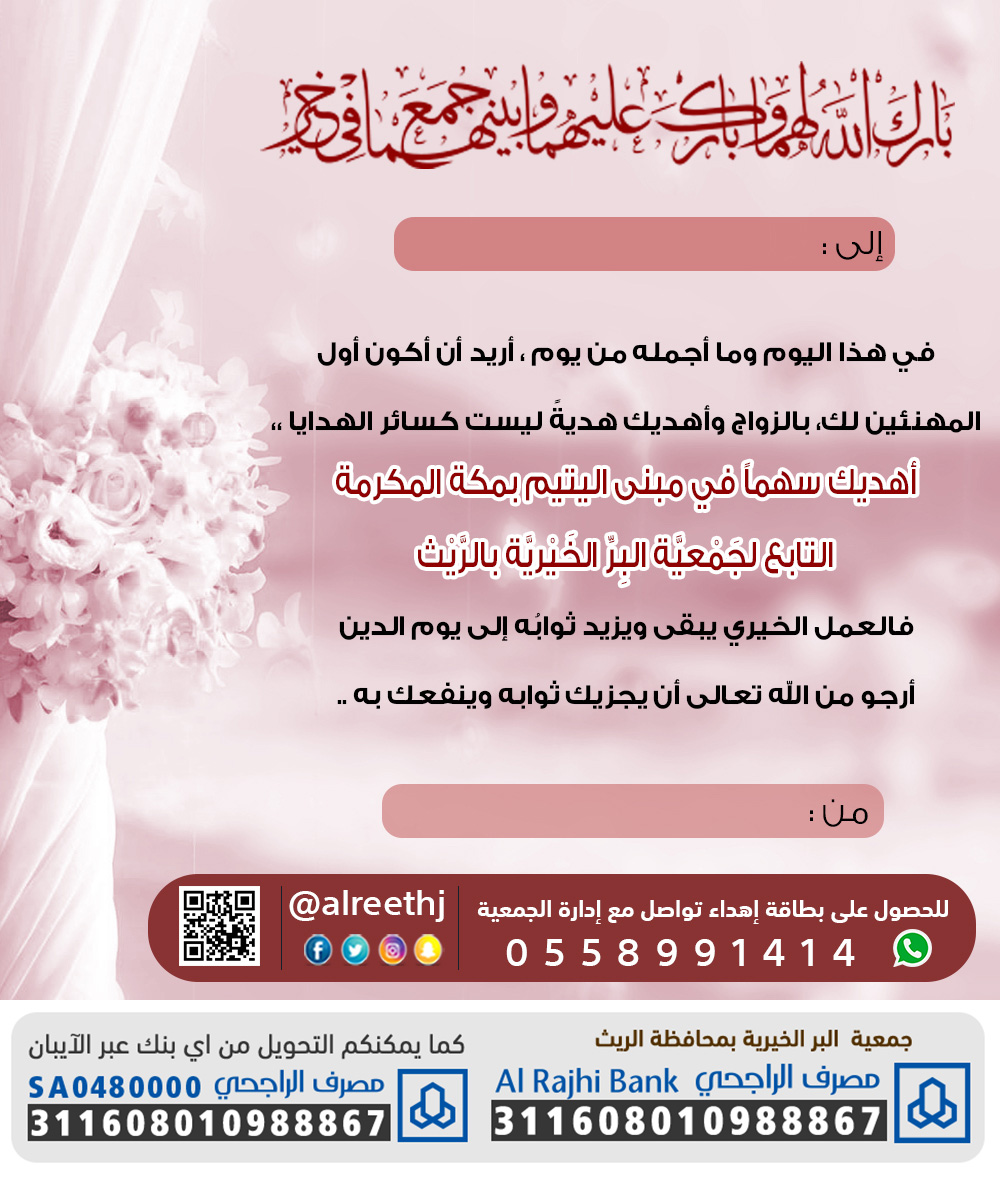 بارك الله لهما وبارك عليهما وجمع بينهما في خير
إلى :
في هذا اليوم وما أجمله من يوم ، أريد أن أكون أول
المهنئين لك، بالزواج وأهديك هديةً ليست كسائر الهدايا ،،
أهديك سهماً في مبنى اليتيم بمكة المكرمة
التابع لجَمْعيَّة البِرِّ الخَيْريَّة بالرَّيْث
فالعمل الخيري يبقى ويزيد ثوابُه إلى يوم الدين
أرجو من الله تعالى أن يجزيك ثوابه وينفعك به ..
من :
للحصول على بطاقة إهداء تواصل مع إدارة الجمعية
0558991414
@alreethj
جمعية البر الخيرية بمحافظة الريث
مصرف الراجحي Al Rajhi Bank
311608010988867
كما يمكنكم التحويل من اي بنك عبر الآيبان
مصرف الراجحي SA0480000
311608010988867